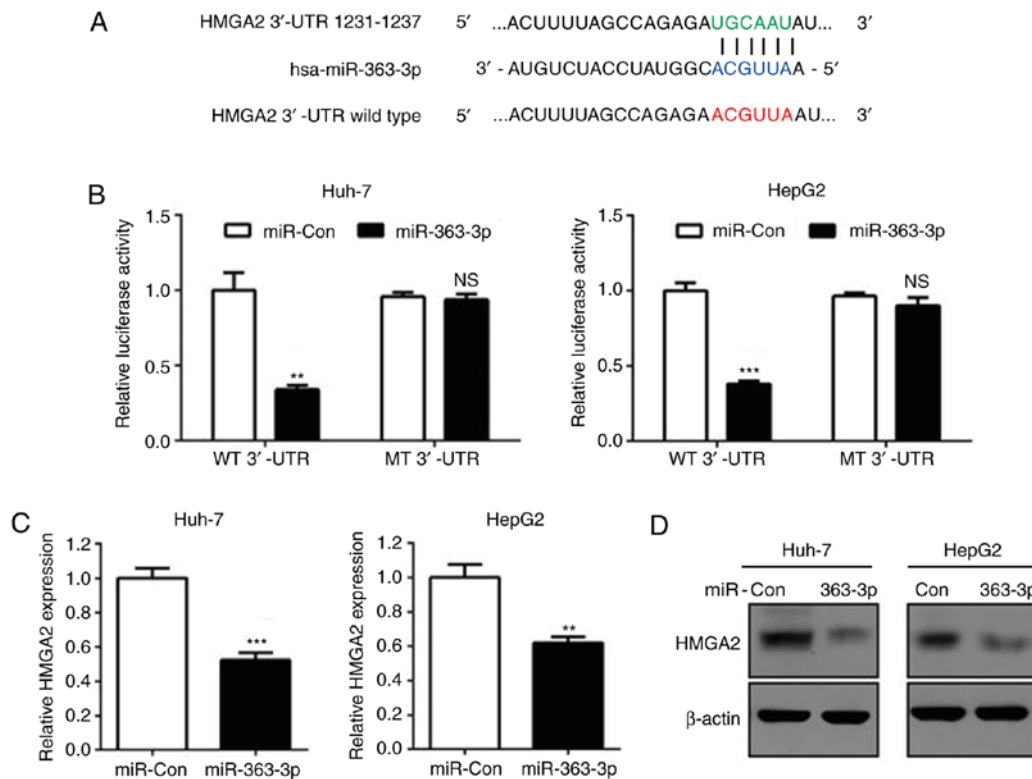 A
HMGA2 3′-UTR 1231-1237 5′ ...ACUUUUAGCCAGAGAUGCAAUAU... 3′
hsa-miR-363-3p 3′ - AUGUCUACCUAUGGCACGUUAA - 5′
HMGA2 3′ -UTR wild type 5′ ...ACUUUUAGCCAGAGAACGUUAAU... 3′
B
Huh-7
Relative luciferase activity
1.5
1.0
0.5
0.0
miR-Con miR-363-3p
**
NS
WT 3′ -UTR MT 3′ -UTR
HepG2
Relative luciferase activity
1.5
1.0
0.5
0.0
miR-Con miR-363-3p
***
NS
WT 3′ -UTR MT 3′ -UTR
C
Huh-7
Relative HMGA2 expression
1.2
1.0
0.8
0.6
0.4
0.2
0.0
***
miR-Con miR-363-3p
HepG2
Relative HMGA2 expression
1.2
1.0
0.8
0.6
0.4
0.2
0.0
**
miR-Con miR-363-3p
D
Huh-7 HepG2
miR - Con 363-3p Con 363-3p
HMGA2
β-actin